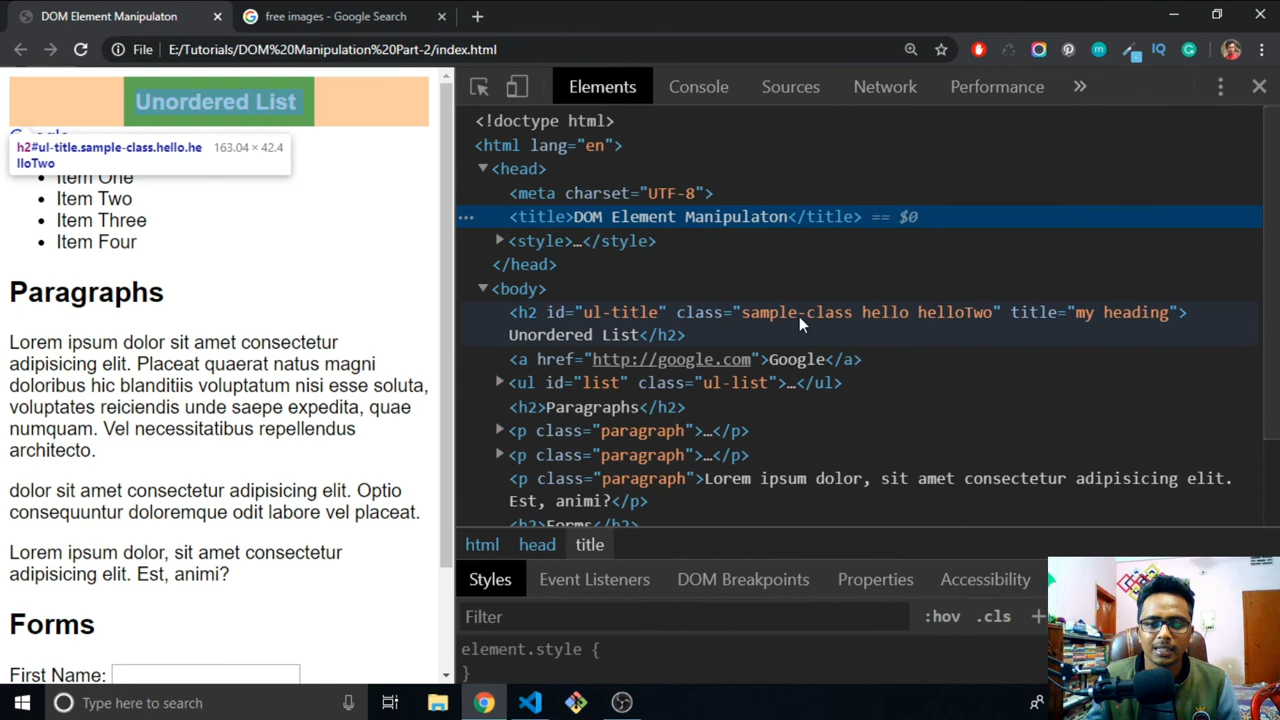 DOM Element Manipulaton
free images - Google Search
File
E:/Tutorials/DOM%20Manipulation%20Part-2/index.html
IQ
Unordered List
h2#ul-title.sample-class.hello.he
lloTwo
163.04 × 42.4
Item One
Item Two
Item Three
Item Four
Paragraphs
Lorem ipsum dolor sit amet consectetur
adipisicing elit. Placeat quaerat natus magni
doloribus hic blanditiis voluptatum nisi esse soluta,
voluptates reiciendis unde saepe expedita, quae
numquam. Vel necessitatibus repellendus
architecto.
dolor sit amet consectetur adipisicing elit. Optio
consequuntur doloremque odit labore vel placeat.
Lorem ipsum dolor, sit amet consectetur
adipisicing elit. Est, animi?
Forms
First Name:
Elements Console Sources Network Performance
<!doctype html>
<html lang="en">
<head>
<meta charset="UTF-8">
<title>DOM Element Manipulaton</title> == $0
<style>…</style>
</head>
<body>
<h2 id="ul-title" class="sample-class hello helloTwo" title="my heading">
Unordered List</h2>
<a href="http://google.com">Google</a>
<ul id="list" class="ul-list">…</ul>
<h2>Paragraphs</h2>
<p class="paragraph">…</p>
<p class="paragraph">…</p>
<p class="paragraph">Lorem ipsum dolor, sit amet consectetur adipisicing elit.
Est, animi?</p>
<h2>Forms</h2>
html head title
Styles Event Listeners DOM Breakpoints Properties Accessibility
Filter
:hov .cls +
element.style {
}
Type here to search